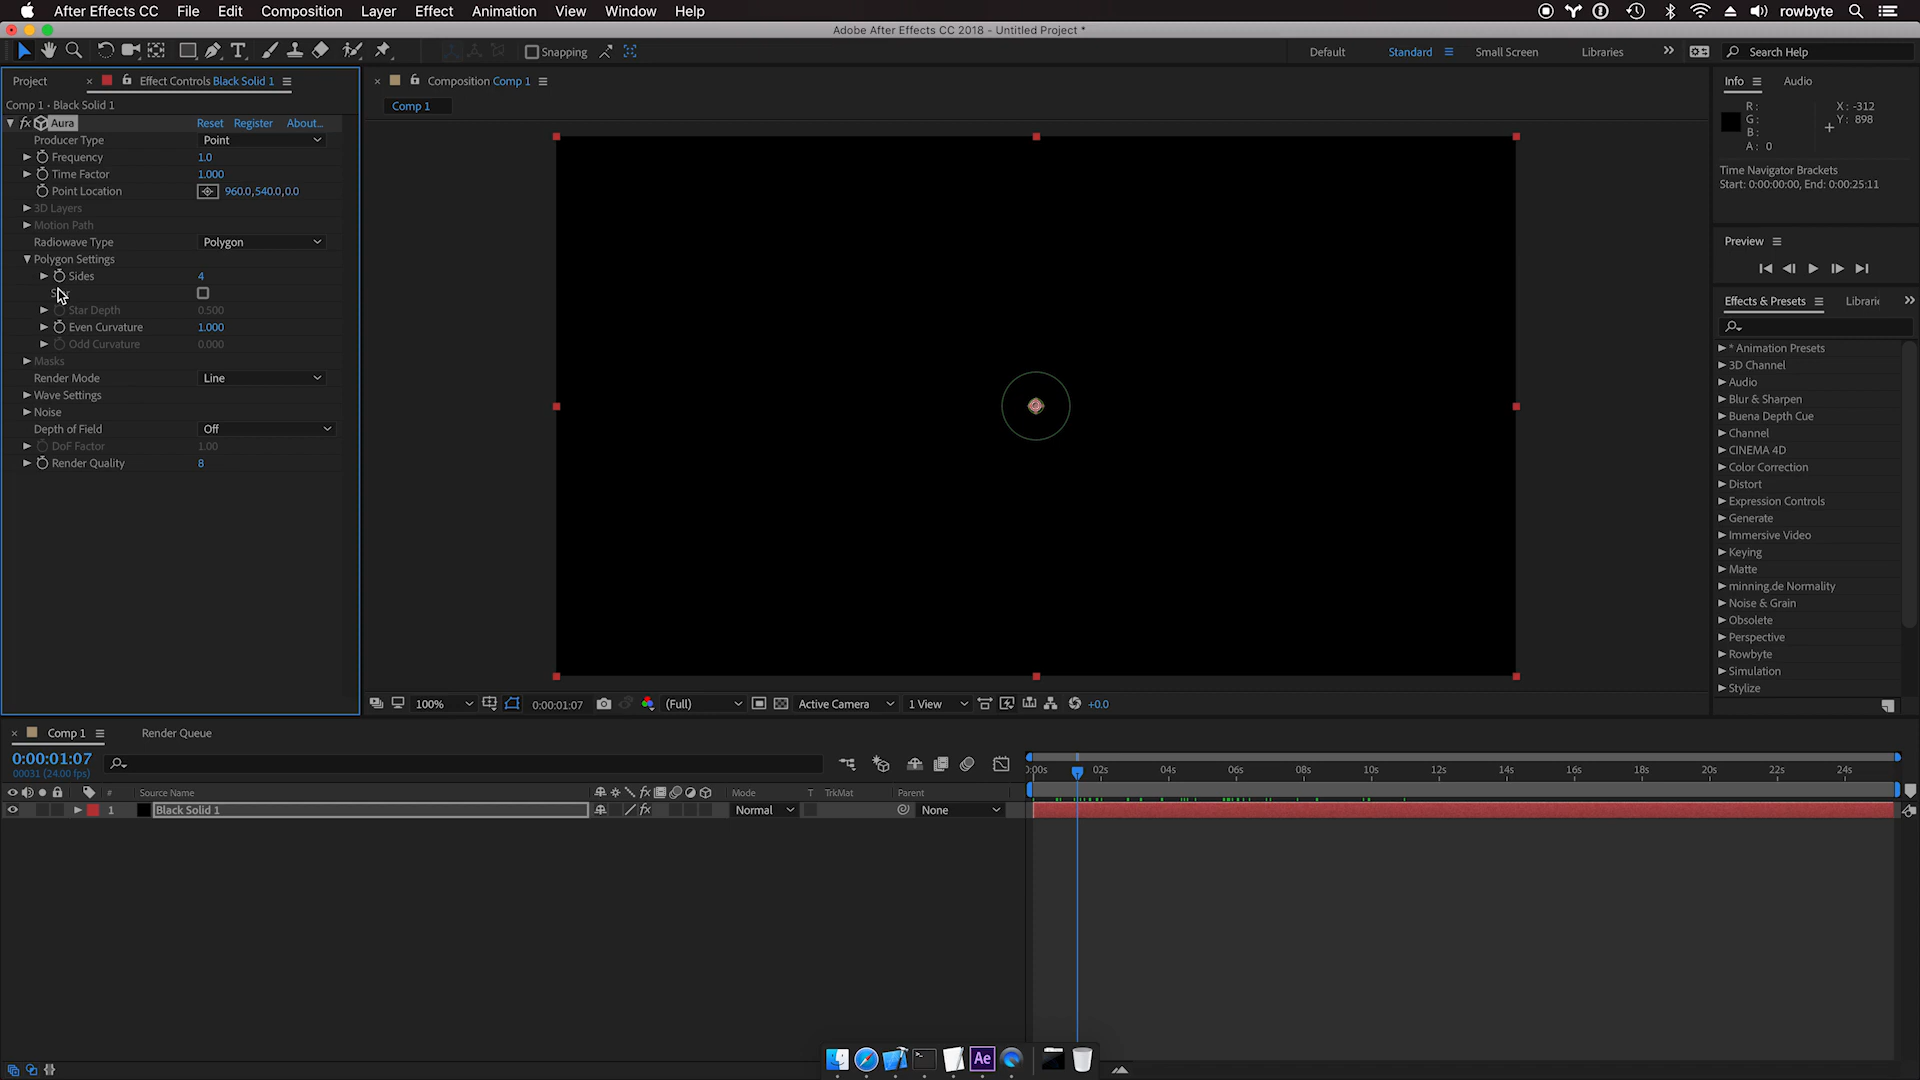 After Effects CC File Edit Composition Layer Effect Animation View Window Help rowbyte
Adobe After Effects CC 2018 - Untitled Project *
Snapping Default Standard Small Screen Libraries Search Help
Project Effect Controls Black Solid 1
Composition Comp 1
Info Audio
Comp 1 • Black Solid 1
Comp 1
R:
G:
B:
A: 0
X: -312
Y: 898
fx Aura Reset Register About...
Producer Type Point
Frequency 1.0
Time Factor 1.000
Point Location 960.0,540.0,0.0
3D Layers
Motion Path
Radiowave Type Polygon
Polygon Settings
Sides 4
Star Depth 0.500
Even Curvature 1.000
Odd Curvature 0.000
Masks
Render Mode Line
Wave Settings
Noise
Depth of Field Off
DoF Factor 1.00
Render Quality 8
Time Navigator Brackets
Start: 0:00:00:00, End: 0:00:25:11
Preview
Effects & Presets Librari
* Animation Presets
3D Channel
Audio
Blur & Sharpen
Buena Depth Cue
Channel
CINEMA 4D
Color Correction
Distort
Expression Controls
Generate
Immersive Video
Keying
Matte
minning.de Normality
Noise & Grain
Obsolete
Perspective
Rowbyte
Simulation
Stylize
100% 0:00:01:07 (Full) Active Camera 1 View +0.0
Comp 1 Render Queue
0:00:01:07
00031 (24.00 fps)
:00s 02s 04s 06s 08s 10s 12s 14s 16s 18s 20s 22s 24s
# Source Name fx Mode T TrkMat Parent
1 Black Solid 1 fx Normal None
Ae